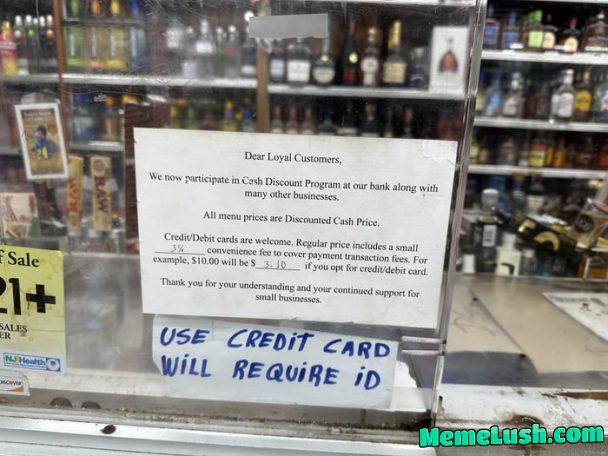 Dear Loyal Customers,
We now participate in Cash Discount Program at our bank along with
many other businesses.
All menu prices are Discounted Cash Price.
Credit/Debit cards are welcome. Regular price includes a small
3% convenience fee to cover payment transaction fees. For
example, $10.00 will be $ 3.10 if you opt for credit/debit card.
Thank you for your understanding and your continued support for
small businesses.
USE CREDIT CARD
WILL REQUIRE iD
f Sale
21+
SALES
ER
NJHealth
DISCOVER
RAW
MemeLush.com